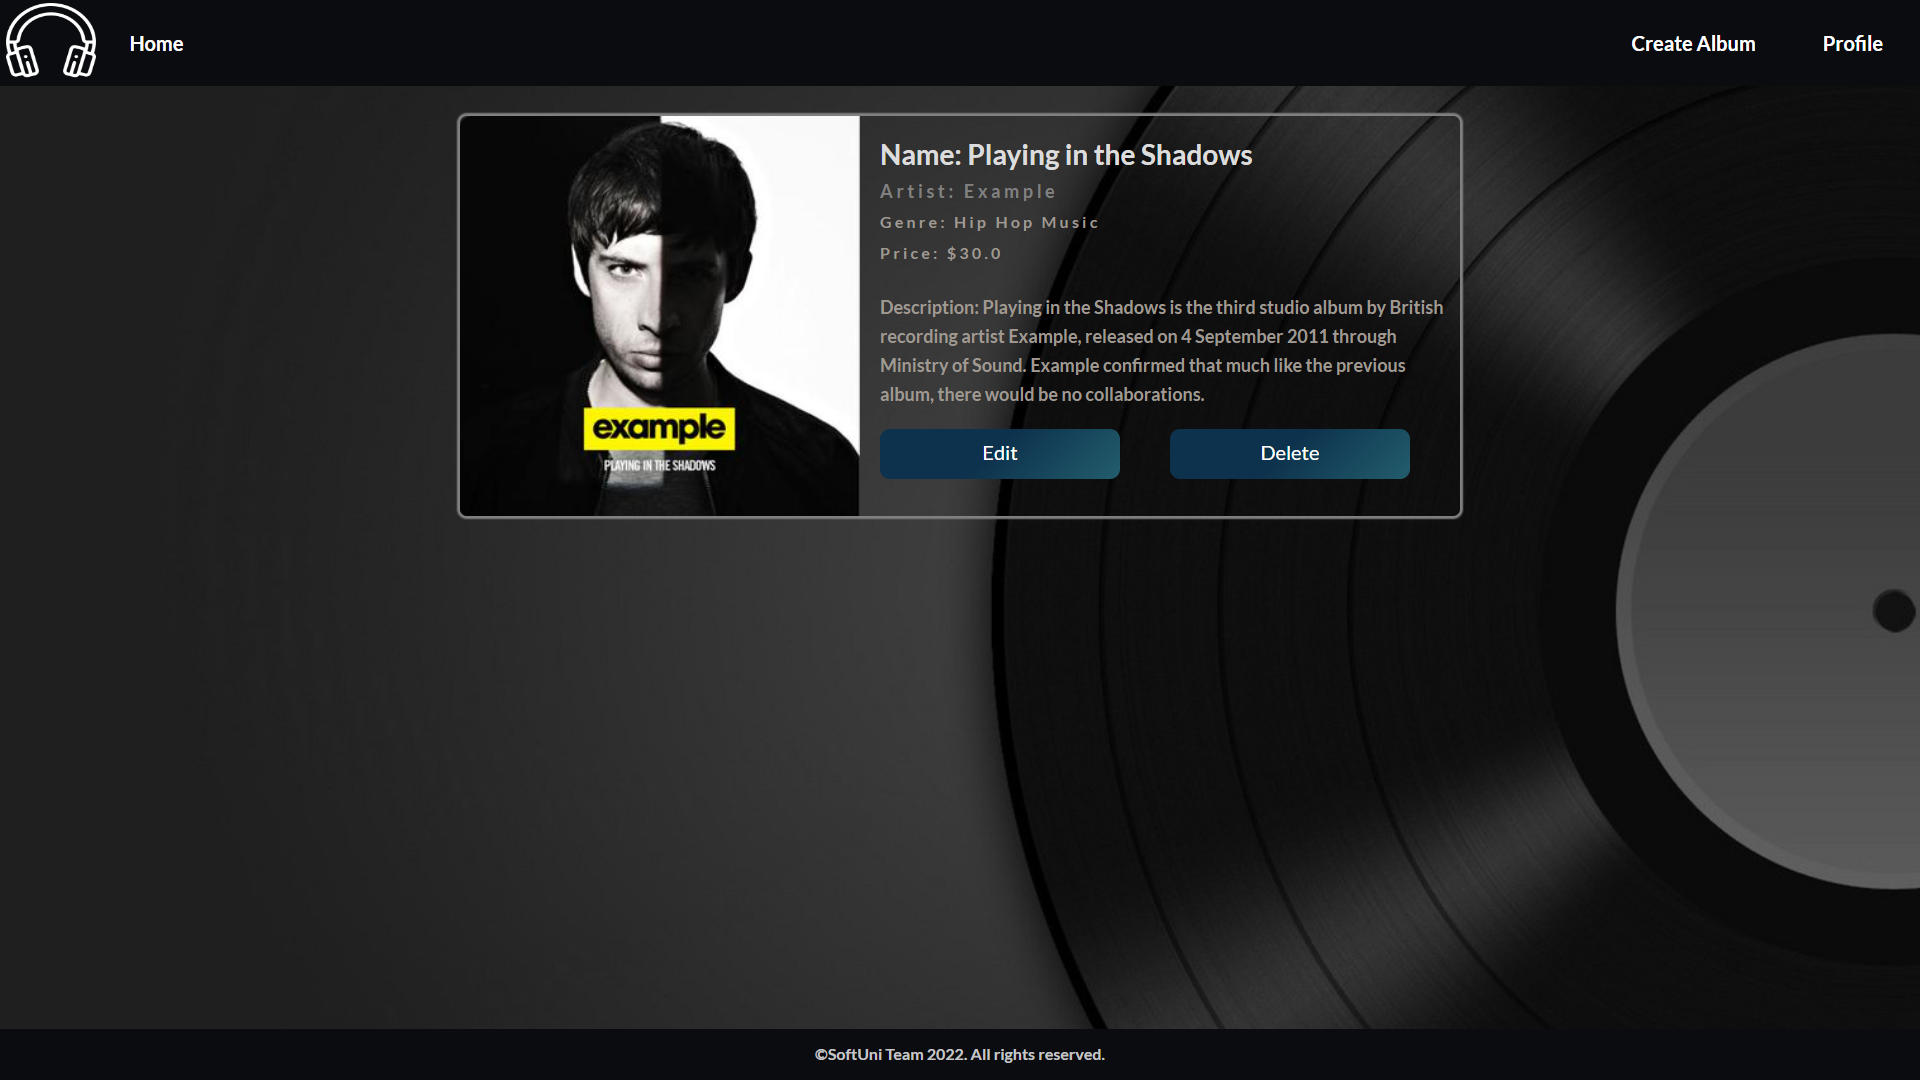 Home
Create Album
Profile
Name: Playing in the Shadows
Artist: Example
Genre: Hip Hop Music
Price: $30.0
Description: Playing in the Shadows is the third studio album by British
recording artist Example, released on 4 September 2011 through
Ministry of Sound. Example confirmed that much like the previous
album, there would be no collaborations.
example
PLAYING IN THE SHADOWS
Edit
Delete
©SoftUni Team 2022. All rights reserved.